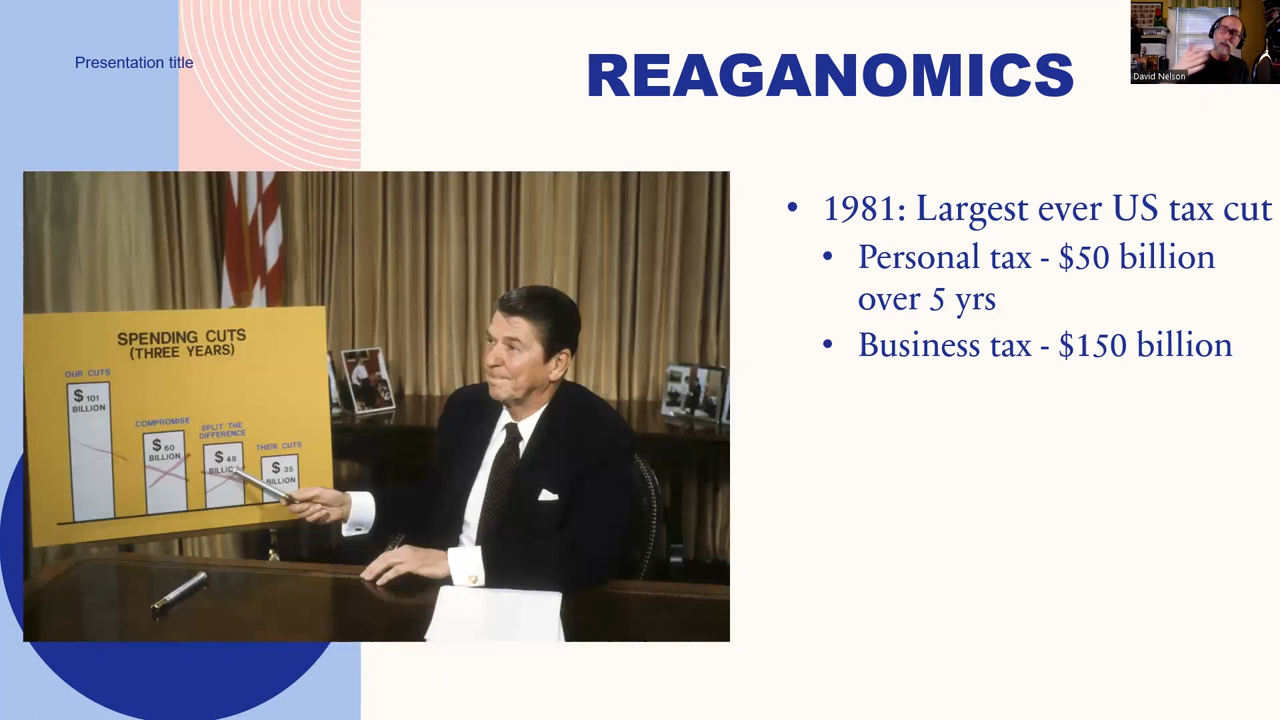 Presentation title
REAGANOMICS
David Nelson
• 1981: Largest ever US tax cut
• Personal tax - $50 billion
over 5 yrs
• Business tax - $150 billion
SPENDING CUTS
(THREE YEARS)
OUR CUTS
$ 101
BILLION
COMPROMISE
$ 60
BILLION
SPLIT THE
DIFFERENCE
$ 48
THEIR CUTS
$ 35
BILLION